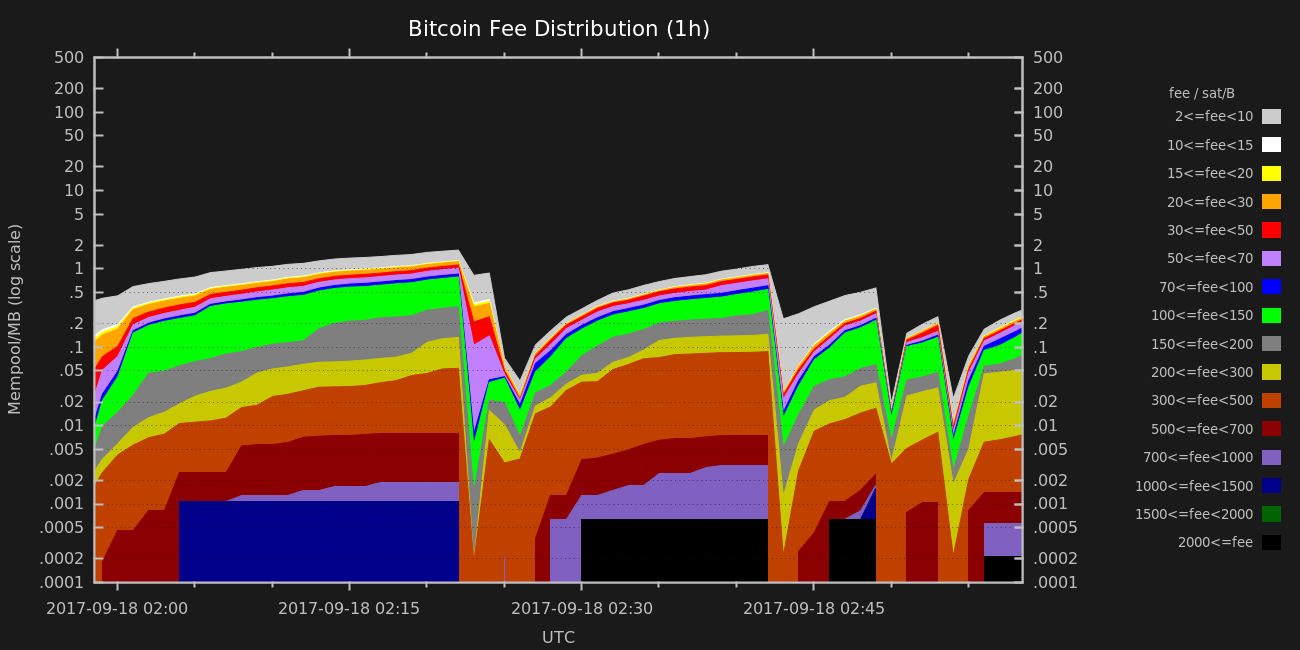 Bitcoin Fee Distribution (1h)
Mempool/MB (log scale)
500
200
100
50
20
10
5
2
1
.5
.2
.1
.05
.02
.01
.005
.002
.001
.0005
.0002
.0001
500
200
100
50
20
10
5
2
1
.5
.2
.1
.05
.02
.01
.005
.002
.001
.0005
.0002
.0001
2017-09-18 02:00 2017-09-18 02:15 2017-09-18 02:30 2017-09-18 02:45
UTC
fee / sat/B
2<=fee<10
10<=fee<15
15<=fee<20
20<=fee<30
30<=fee<50
50<=fee<70
70<=fee<100
100<=fee<150
150<=fee<200
200<=fee<300
300<=fee<500
500<=fee<700
700<=fee<1000
1000<=fee<1500
1500<=fee<2000
2000<=fee